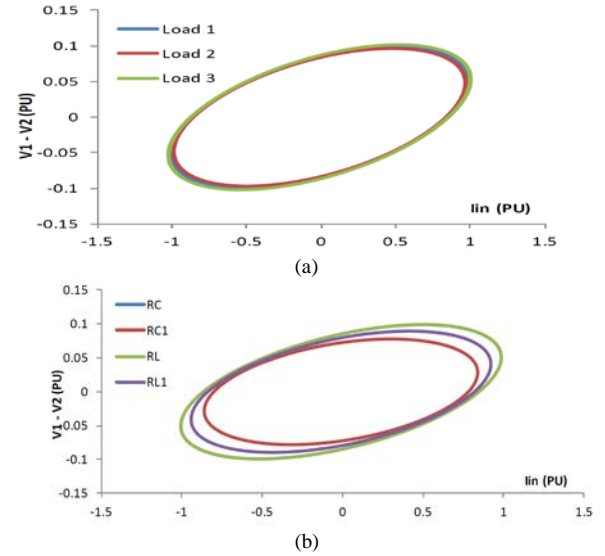 0.15
Load 1
0.1
Load 2
0.05
Load 3
V1 - V2 (PU)
0
-0.05
-0.1
Iin (PU)
-0.15
-1.5 -1 -0.5 0 0.5 1 1.5
(a)
0.15
RC
0.1
RC1
RL
0.05
RL1
V1 - V2 (PU)
0
-0.05
-0.1
Iin (PU)
-0.15
-1.5 -1 -0.5 0 0.5 1 1.5
(b)